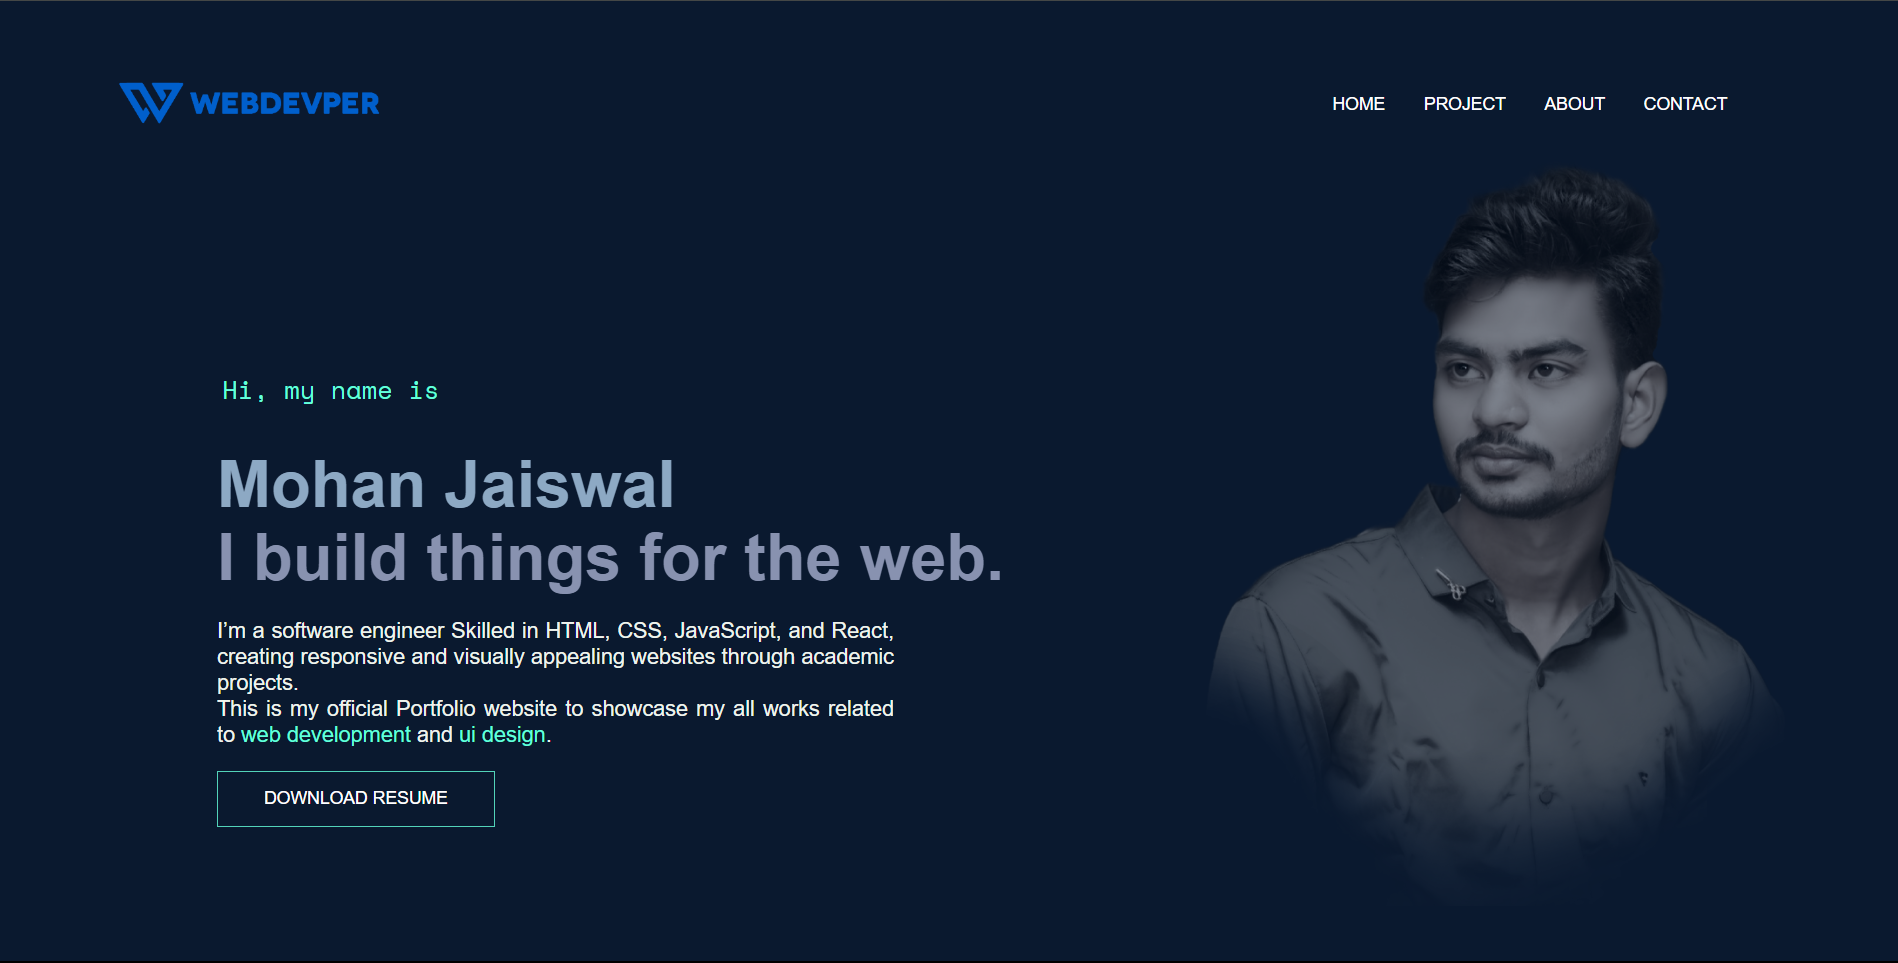 WEBDEVPER
HOME PROJECT ABOUT CONTACT
Hi, my name is
Mohan Jaiswal
I build things for the web.
I’m a software engineer Skilled in HTML, CSS, JavaScript, and React,
creating responsive and visually appealing websites through academic
projects.
This is my official Portfolio website to showcase my all works related
to web development and ui design.
DOWNLOAD RESUME